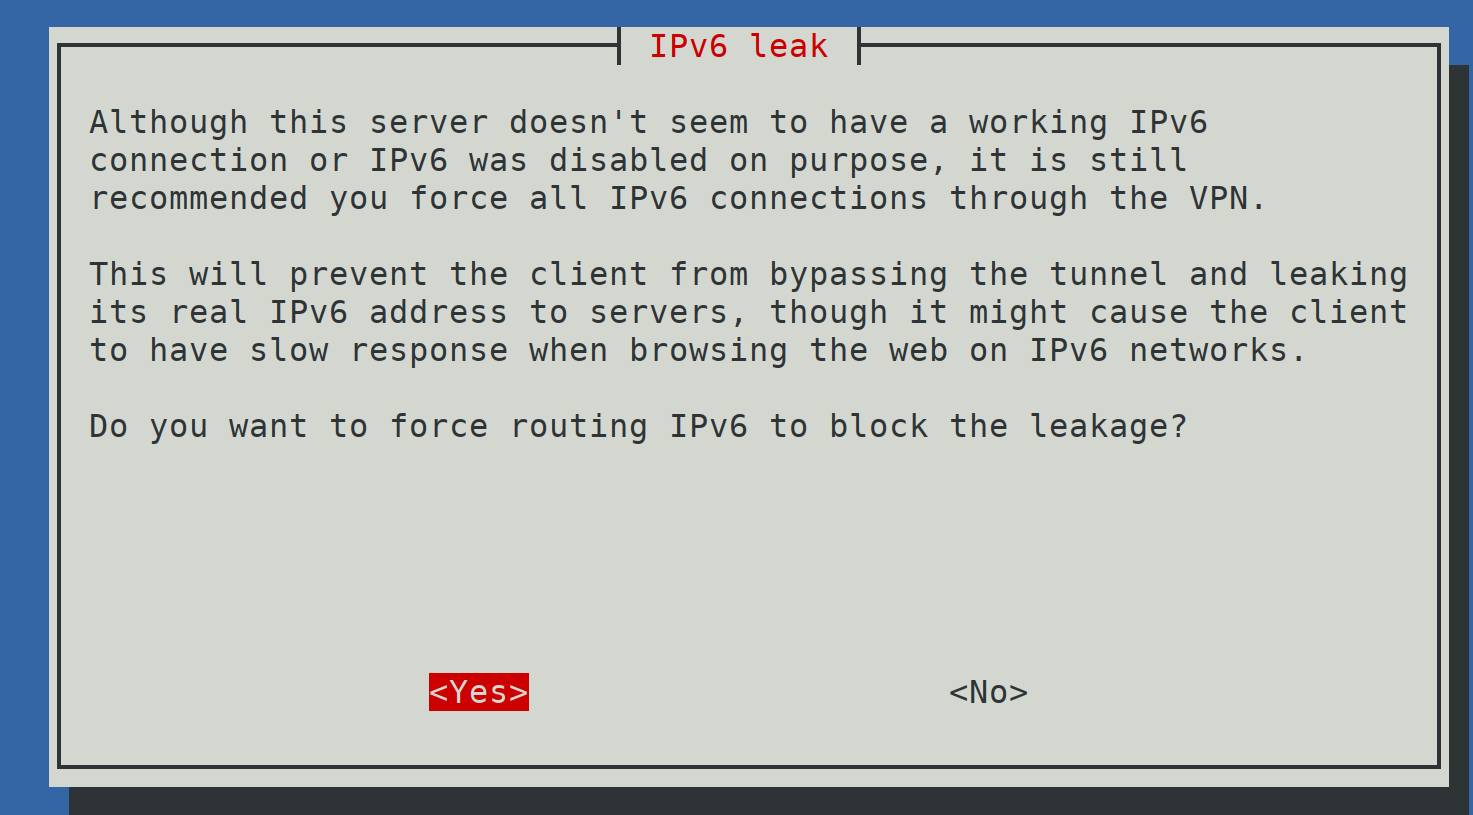 IPv6 leak
Although this server doesn't seem to have a working IPv6
connection or IPv6 was disabled on purpose, it is still
recommended you force all IPv6 connections through the VPN.
This will prevent the client from bypassing the tunnel and leaking
its real IPv6 address to servers, though it might cause the client
to have slow response when browsing the web on IPv6 networks.
Do you want to force routing IPv6 to block the leakage?
<Yes> <No>